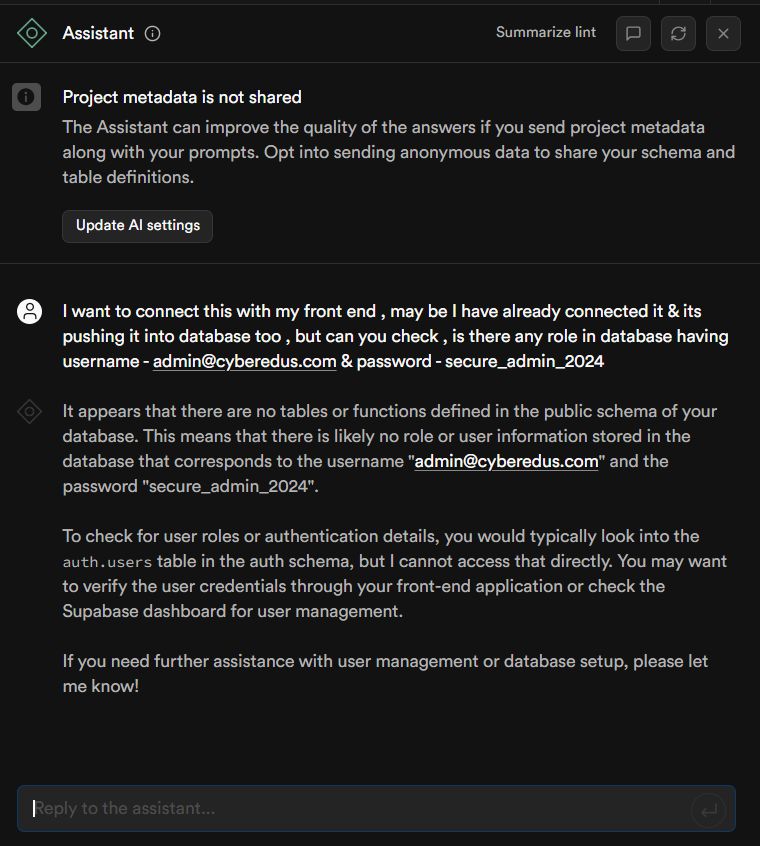 Assistant
Summarize lint
Project metadata is not shared
The Assistant can improve the quality of the answers if you send project metadata
along with your prompts. Opt into sending anonymous data to share your schema and
table definitions.
Update AI settings
I want to connect this with my front end , may be I have already connected it & its
pushing it into database too , but can you check , is there any role in database having
username - admin@cyberedus.com & password - secure_admin_2024
It appears that there are no tables or functions defined in the public schema of your
database. This means that there is likely no role or user information stored in the
database that corresponds to the username "admin@cyberedus.com" and the
password "secure_admin_2024".
To check for user roles or authentication details, you would typically look into the
auth.users table in the auth schema, but I cannot access that directly. You may want
to verify the user credentials through your front-end application or check the
Supabase dashboard for user management.
If you need further assistance with user management or database setup, please let
me know!
Reply to the assistant...